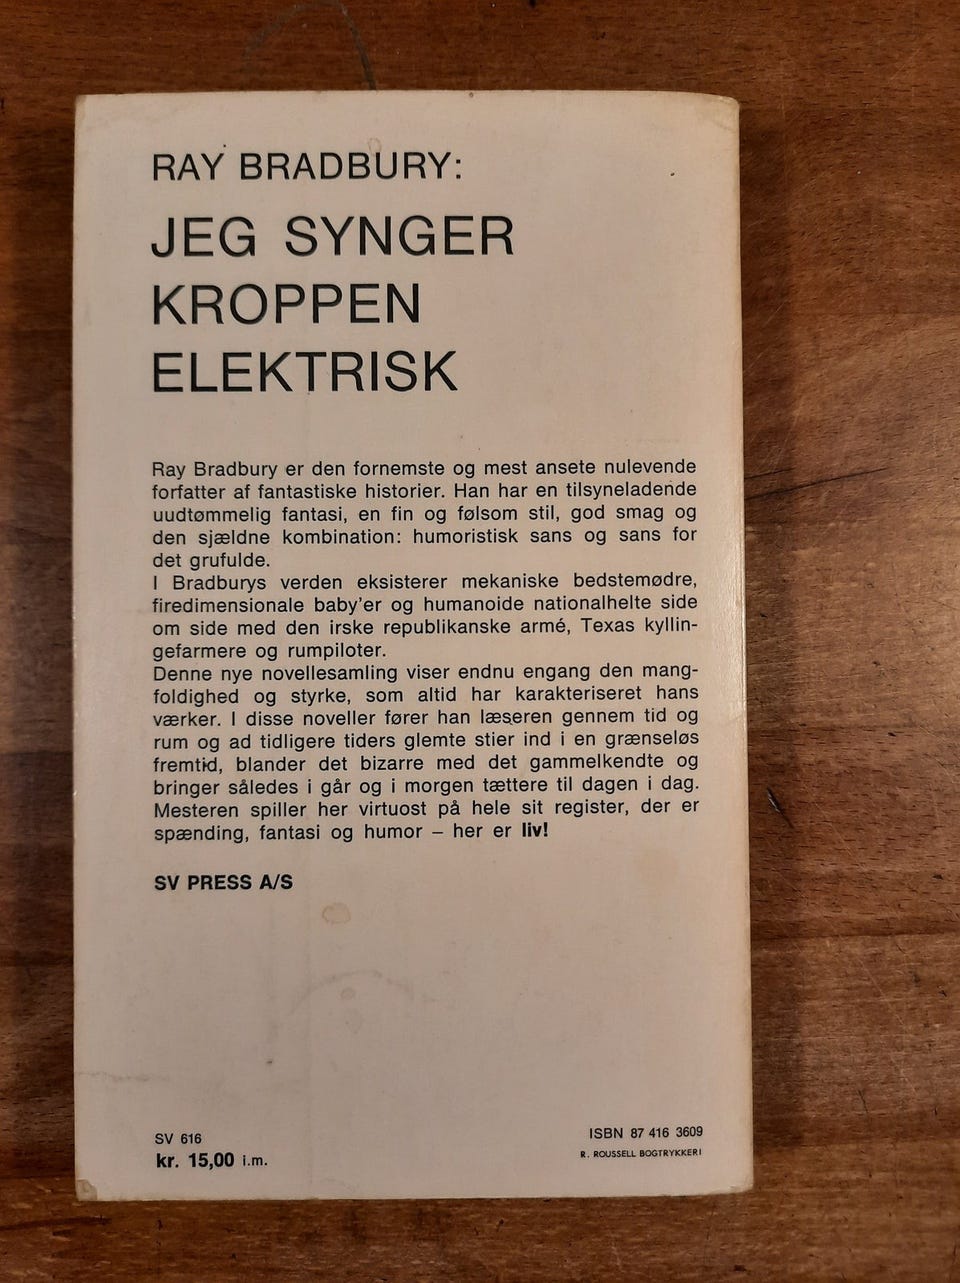 RAY BRADBURY:
JEG SYNGER
KROPPEN
ELEKTRISK
Ray Bradbury er den fornemste og mest ansete nulevende
forfatter af fantastiske historier. Han har en tilsyneladende
uudtømmelig fantasi, en fin og følsom stil, god smag og
den sjældne kombination: humoristisk sans og sans for
det grufulde.
I Bradburys verden eksisterer mekaniske bedstemødre,
firedimensionale baby'er og humanoide nationalhelte side
om side med den irske republikanske armé, Texas kyllin-
gefarmere og rumpiloter.
Denne nye novellesamling viser endnu engang den mang-
foldighed og styrke, som altid har karakteriseret hans
værker. I disse noveller fører han læseren gennem tid og
rum og ad tidligere tiders glemte stier ind i en grænseløs
fremtid, blander det bizarre med det gammelkendte og
bringer således i går og i morgen tættere til dagen i dag.
Mesteren spiller her virtuost på hele sit register, der er
spænding, fantasi og humor – her er liv!
SV PRESS A/S
SV 616
kr. 15,00 i.m.
ISBN 87 416 3609
R. ROUSSELL BOGTRYKKERI